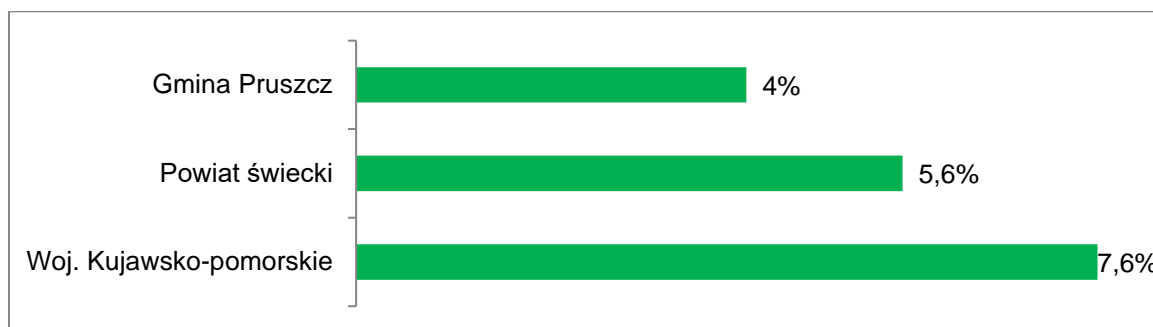 Gmina Pruszcz
4%
Powiat świecki
5,6%
Woj. Kujawsko-pomorskie
7,6%